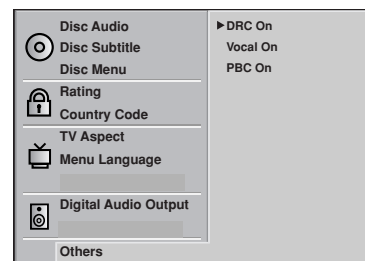 Disc Audio
Disc Subtitle
Disc Menu
Rating
Country Code
TV Aspect
Menu Language
Digital Audio Output
Others
DRC On
Vocal On
PBC On